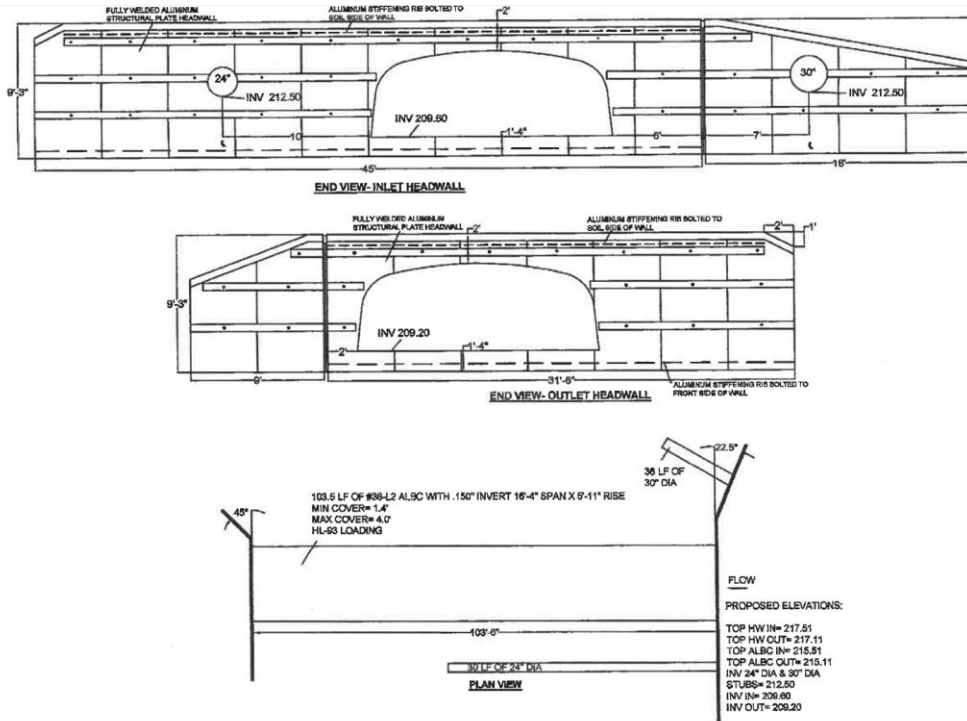 FULLY WELDED ALUMINUM
STRUCTURAL PLATE HEADWALL
ALUMINUM STIFFENING RIB BOLTED TO
SOIL SIDE OF WALL
2'
9'-3"
24"
INV 212.50
30"
INV 212.50
INV 209.60
1'-4"
10'
6'
7'
45'
18'
END VIEW- INLET HEADWALL
FULLY WELDED ALUMINUM
STRUCTURAL PLATE HEADWALL
ALUMINUM STIFFENING RIB BOLTED TO
SOIL SIDE OF WALL
2'
2'
1'
9'-3"
INV 209.20
2'
1'-4"
9'
31'-6"
ALUMINUM STIFFENING RIB BOLTED TO
FRONT SIDE OF WALL
END VIEW- OUTLET HEADWALL
22.5°
36 LF OF
30" DIA
45°
103.5 LF OF #36-L2 ALBC WITH .150" INVERT 16'-4" SPAN X 5'-11" RISE
MIN COVER= 1.4'
MAX COVER= 4.0'
HL-93 LOADING
FLOW
PROPOSED ELEVATIONS:
TOP HW IN= 217.51
TOP HW OUT= 217.11
TOP ALBC IN= 215.51
TOP ALBC OUT= 215.11
INV 24" DIA & 30" DIA
STUBS= 212.50
INV IN= 209.60
INV OUT= 209.20
103'-6"
30 LF OF 24" DIA
PLAN VIEW